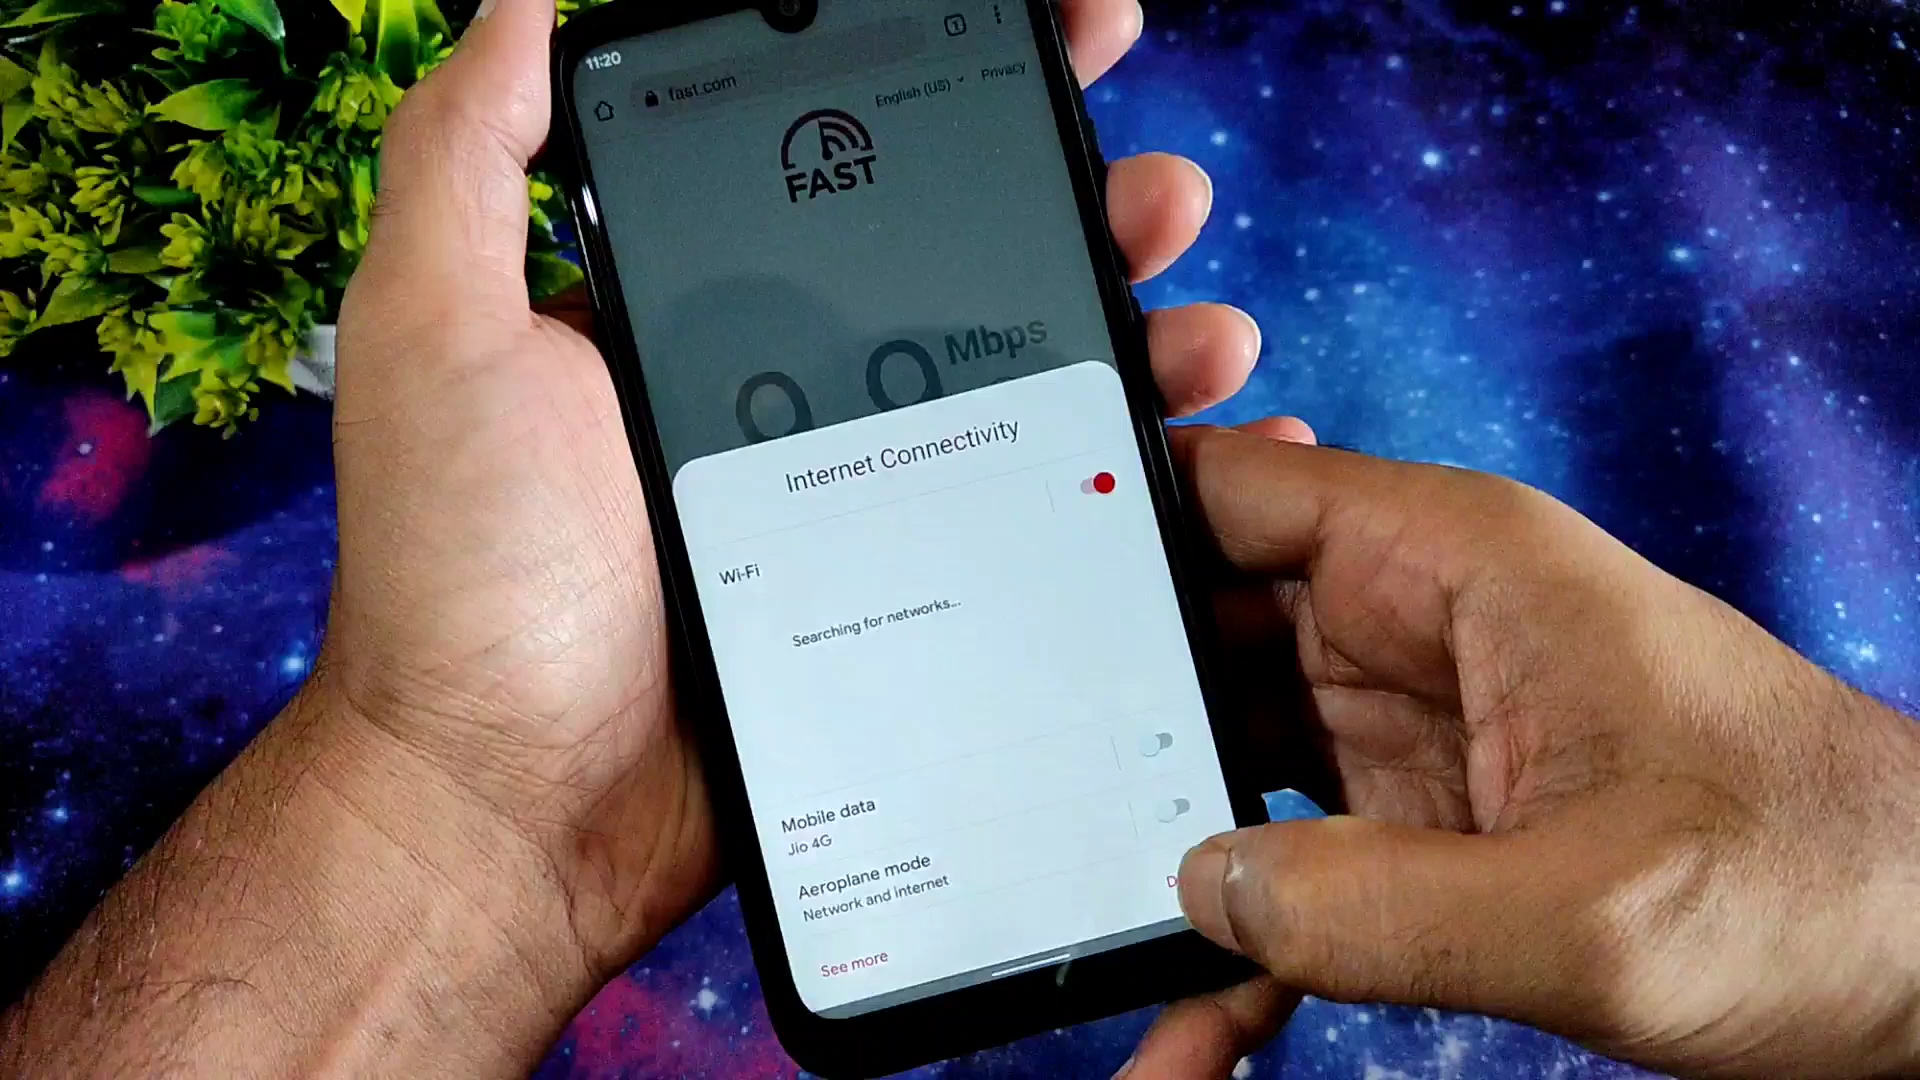 11:20
1
fast.com
English (US)
Privacy
FAST
Mbps
Internet Connectivity
Wi-Fi
Searching for networks...
Mobile data
Jio 4G
Aeroplane mode
Network and internet
See more